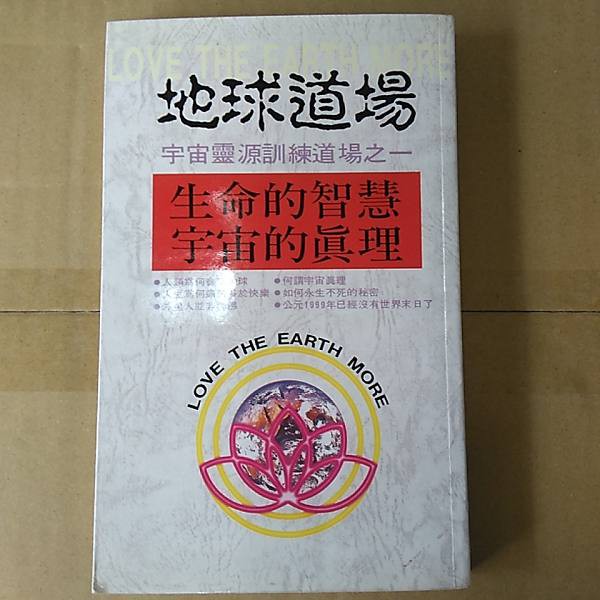 LOVE THE EARTH MORE
地球道場
宇宙靈源訓練道場之一
生命的智慧
宇宙的眞理
●何謂宇宙眞理
●如何永生不死的秘密
●公元1999年已經沒有世界末日了
LOVE THE EARTH MORE